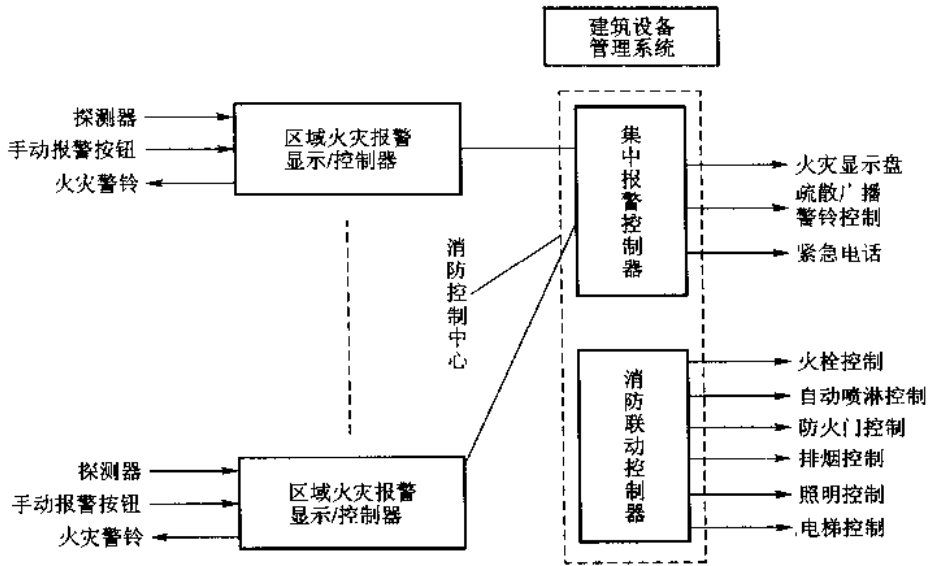 建筑设备
管理系统
探测器
手动报警按钮
火灾警铃
区域火灾报警
显示/控制器
集中报警控制器
火灾显示盘
疏散广播
警铃控制
紧急电话
消防控制中心
探测器
手动报警按钮
火灾警铃
区域火灾报警
显示/控制器
消防联动控制器
火栓控制
自动喷淋控制
防火门控制
排烟控制
照明控制
电梯控制